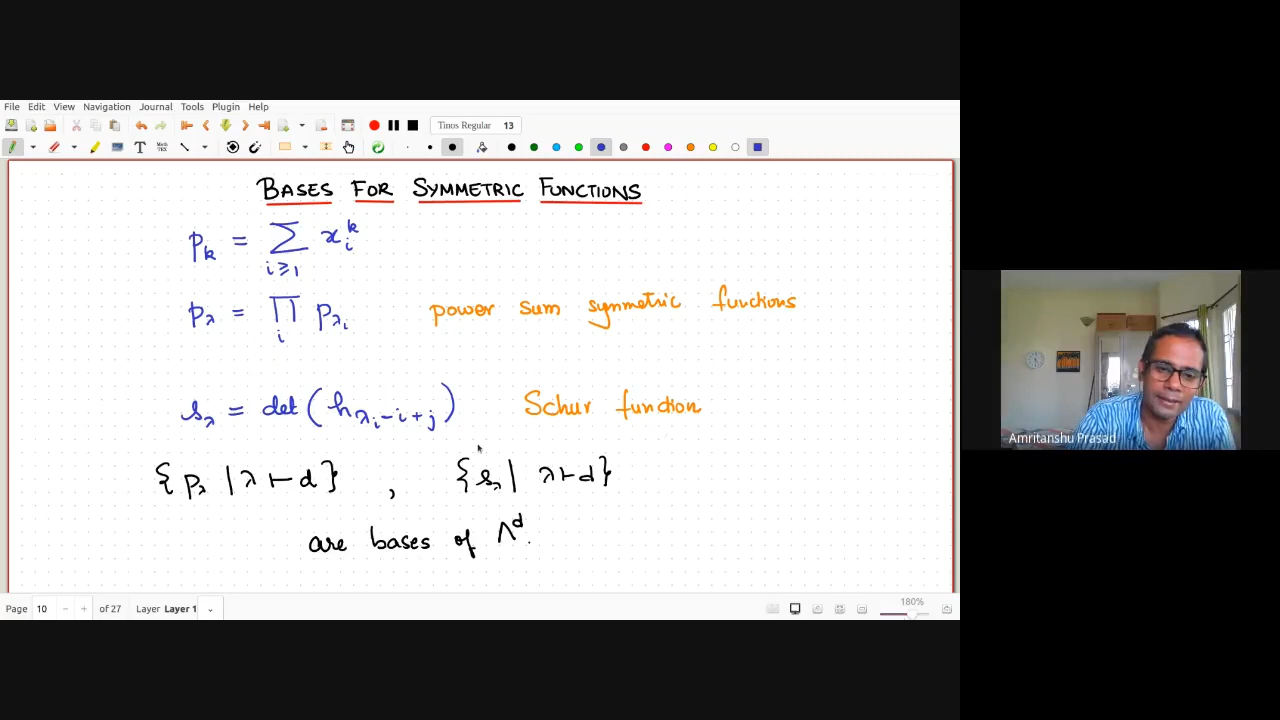 File Edit View Navigation Journal Tools Plugin Help
Tinos Regular 13
BASES FOR SYMMETRIC FUNCTIONS
p_k = ∑_{i≥1} x_i^k
p_λ = ∏_i p_{λ_i} power sum symmetric functions
s_λ = det(h_{λ_i-i+j}) Schur function
{p_λ | λ ⊢ d} , {s_λ | λ ⊢ d}
are bases of Λ^d.
Amritanshu Prasad
Page 10 of 27 Layer Layer 1 180%